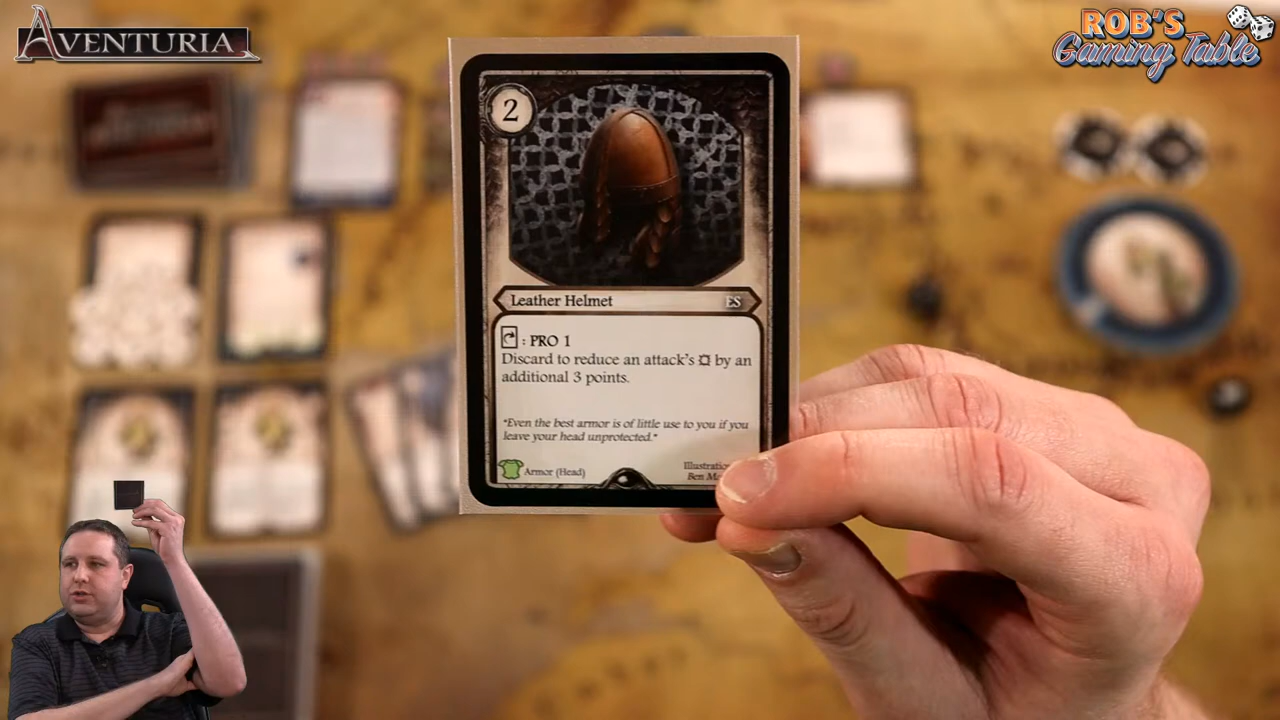 AVENTURIA
ROB'S
Gaming Table
2
Leather Helmet
ES
: PRO 1
Discard to reduce an attack's by an
additional 3 points.
"Even the best armor is of little use to you if you
leave your head unprotected."
Armor (Head)
Illustratio
Ben M